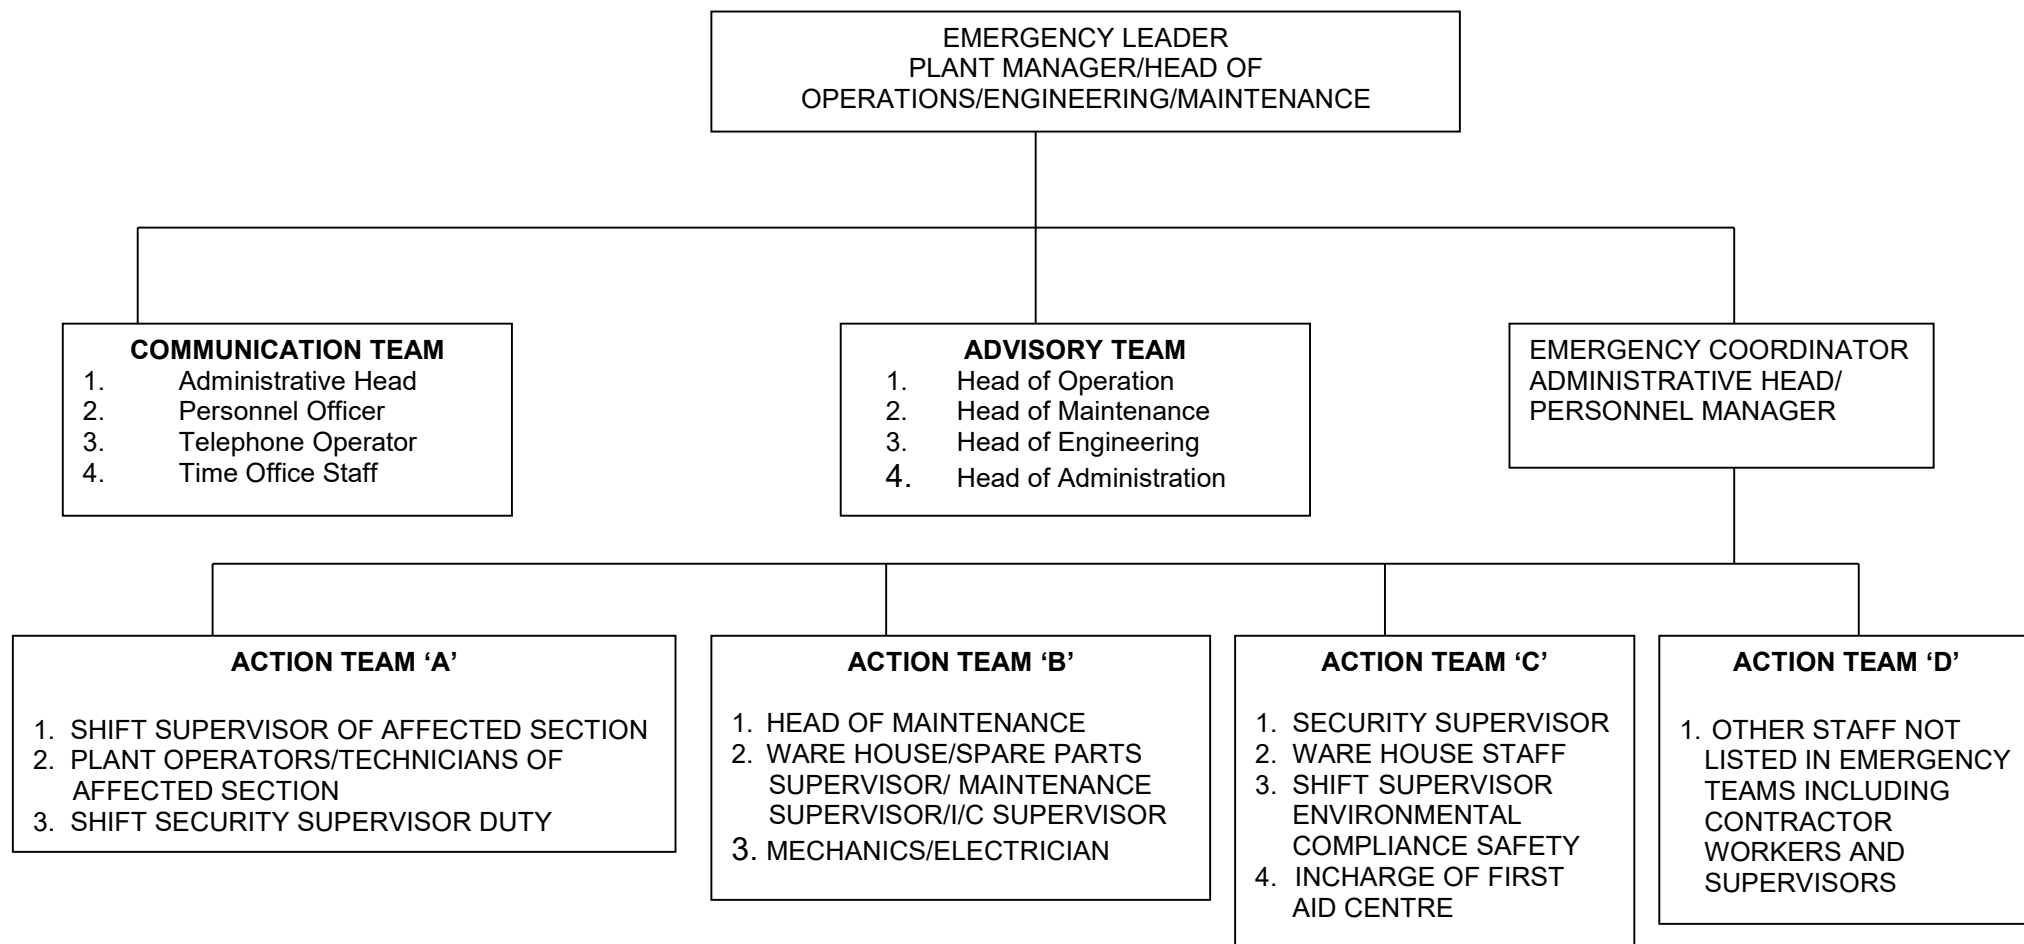 EMERGENCY LEADER
PLANT MANAGER/HEAD OF
OPERATIONS/ENGINEERING/MAINTENANCE
COMMUNICATION TEAM
1. Administrative Head
2. Personnel Officer
3. Telephone Operator
4. Time Office Staff
ADVISORY TEAM
1. Head of Operation
2. Head of Maintenance
3. Head of Engineering
4. Head of Administration
EMERGENCY COORDINATOR
ADMINISTRATIVE HEAD/
PERSONNEL MANAGER
ACTION TEAM ‘A’
1. SHIFT SUPERVISOR OF AFFECTED SECTION
2. PLANT OPERATORS/TECHNICIANS OF
AFFECTED SECTION
3. SHIFT SECURITY SUPERVISOR DUTY
ACTION TEAM ‘B’
1. HEAD OF MAINTENANCE
2. WARE HOUSE/SPARE PARTS
SUPERVISOR/ MAINTENANCE
SUPERVISOR/I/C SUPERVISOR
3. MECHANICS/ELECTRICIAN
ACTION TEAM ‘C’
1. SECURITY SUPERVISOR
2. WARE HOUSE STAFF
3. SHIFT SUPERVISOR
ENVIRONMENTAL
COMPLIANCE SAFETY
4. INCHARGE OF FIRST
AID CENTRE
ACTION TEAM ‘D’
1. OTHER STAFF NOT
LISTED IN EMERGENCY
TEAMS INCLUDING
CONTRACTOR
WORKERS AND
SUPERVISORS